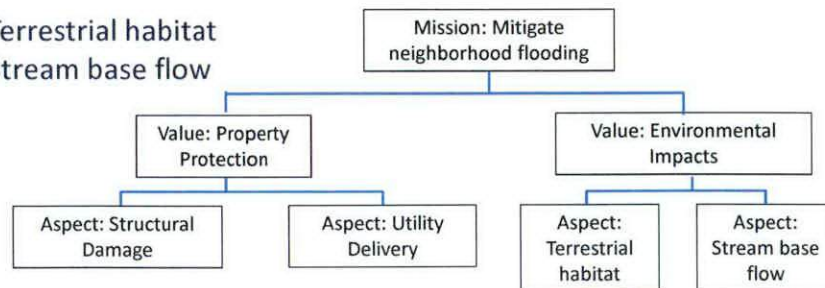 Terrestrial habitat
Stream base flow
Mission: Mitigate
neighborhood flooding
Value: Property
Protection
Value: Environmental
Impacts
Aspect: Structural
Damage
Aspect: Utility
Delivery
Aspect:
Terrestrial
habitat
Aspect:
Stream base
flow